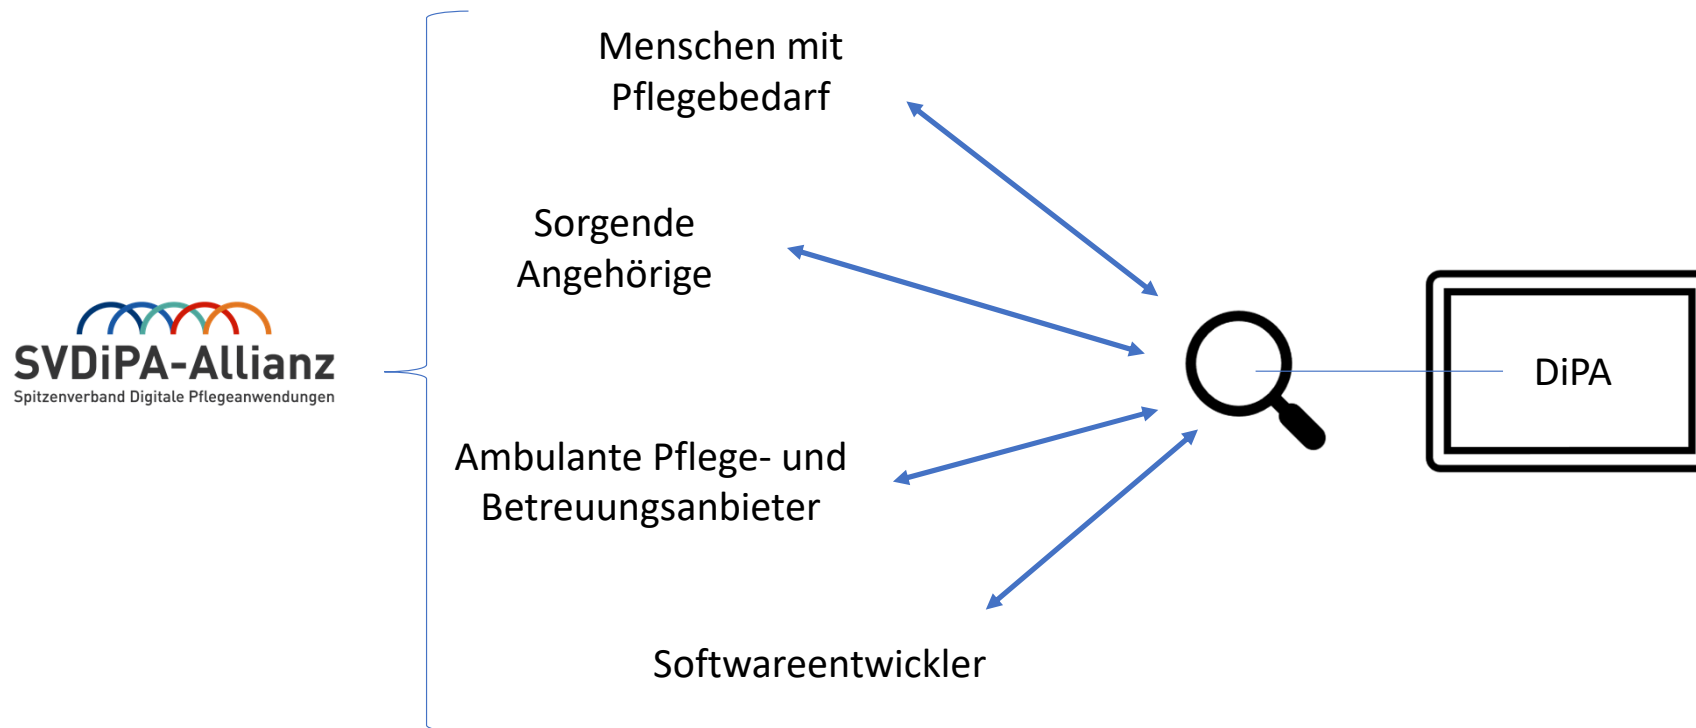 Menschen mit
Pflegebedarf
Sorgende
Angehörige
SVDiPA-Allianz
Spitzenverband Digitale Pflegeanwendungen
DiPA
Ambulante Pflege- und
Betreuungsanbieter
Softwareentwickler